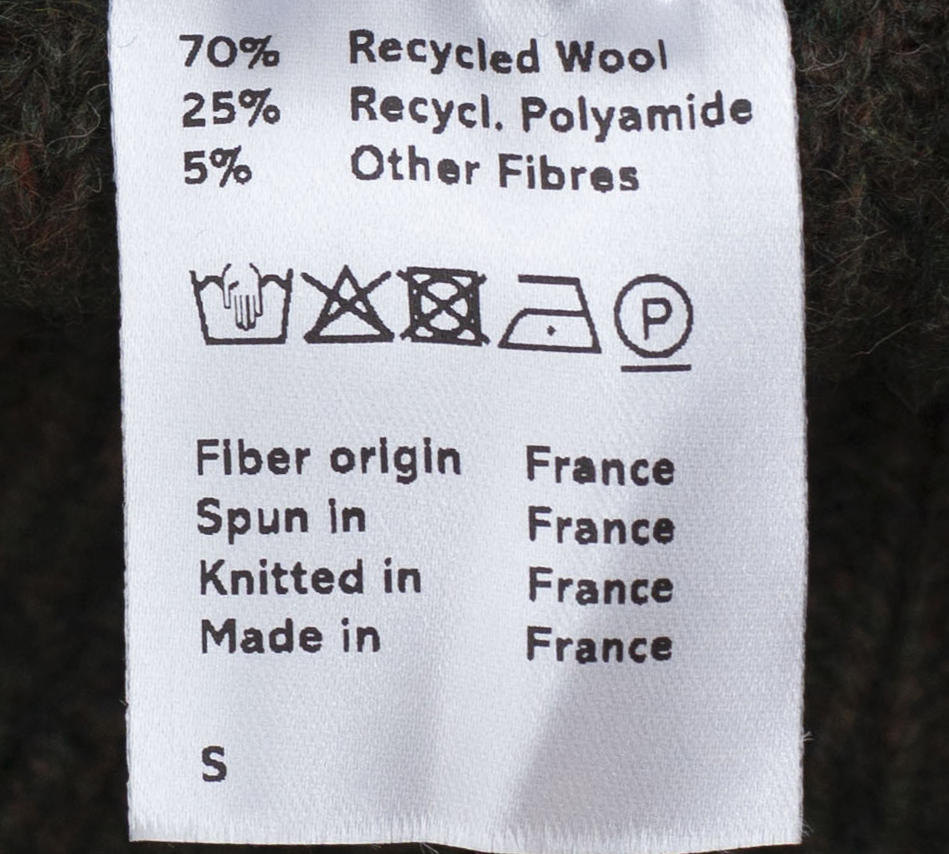 70% Recycled Wool
25% Recycl. Polyamide
5% Other Fibres
P
Fiber origin France
Spun in France
Knitted in France
Made in France
S